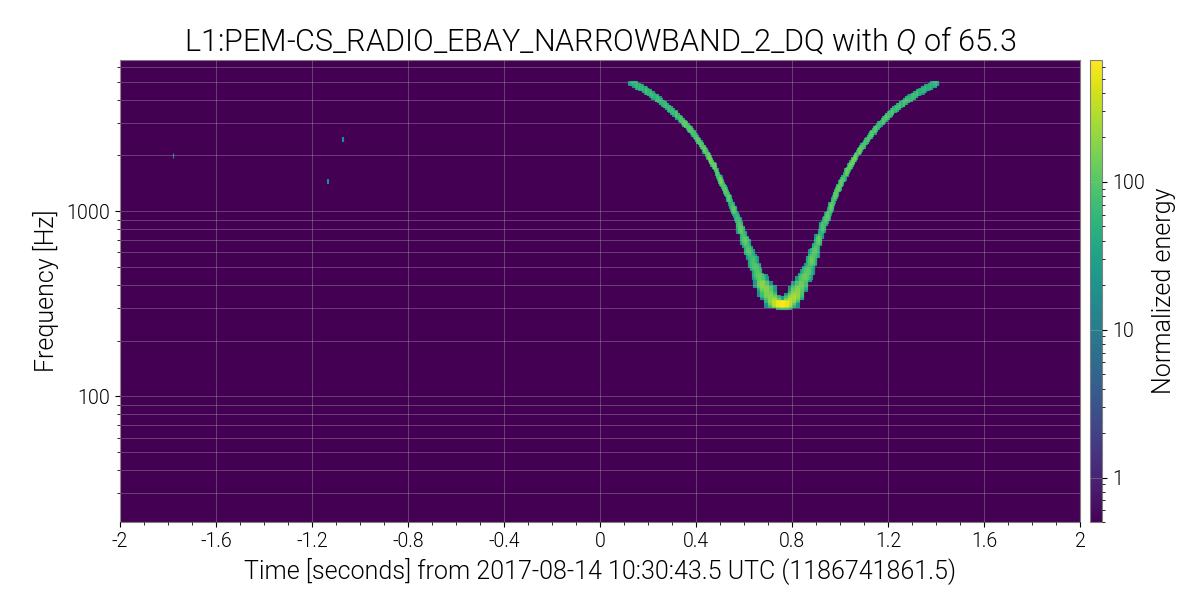 L1:PEM-CS_RADIO_EBAY_NARROWBAND_2_DQ with Q of 65.3
Frequency [Hz]
1000
100
-2 -1.6 -1.2 -0.8 -0.4 0 0.4 0.8 1.2 1.6 2
Time [seconds] from 2017-08-14 10:30:43.5 UTC (1186741861.5)
100
10
1
Normalized energy